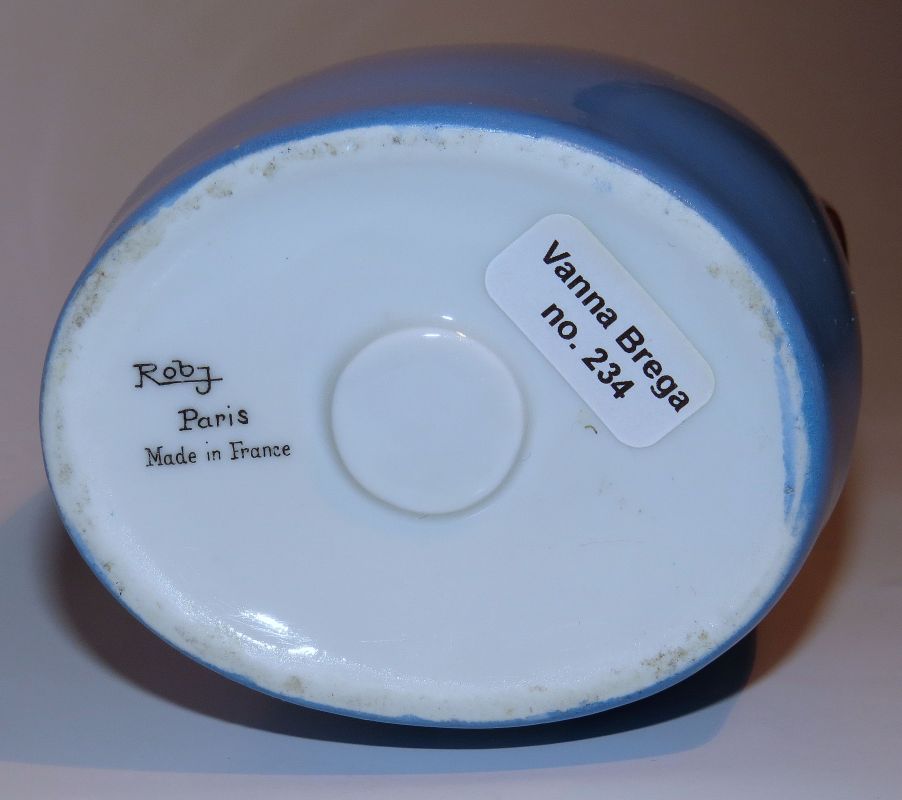 Roby
Paris
Made in France
Vanna Brega
no. 234